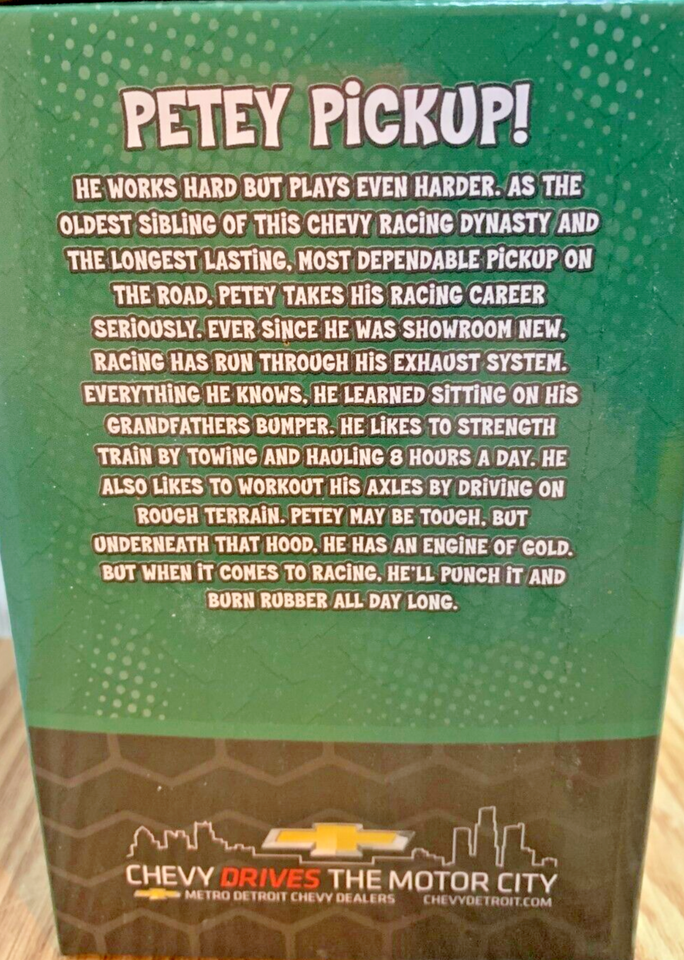 PETEY PiCKUP!
HE WORKS HARD BUT PLAYS EVEN HARDER. AS THE
OLDEST SiBLiNG OF THiS CHEVY RACiNG DYNASTY AND
THE LONGEST LASTiNG, MOST DEPENDABLE PiCKUP ON
THE ROAD, PETEY TAKES HiS RACiNG CAREER
SERiOUSLY. EVER SiNCE HE WAS SHOWROOM NEW,
RACiNG HAS RUN THROUGH HiS EXHAUST SYSTEM.
EVERYTHiNG HE KNOWS, HE LEARNED SiTTiNG ON HiS
GRANDFATHERS BUMPER. HE LiKES TO STRENGTH
TRAiN BY TOWiNG AND HAULiNG 8 HOURS A DAY. HE
ALSO LiKES TO WORKOUT HiS AXLES BY DRiViNG ON
ROUGH TERRAiN. PETEY MAY BE TOUGH, BUT
UNDERNEATH THAT HOOD, HE HAS AN ENGiNE OF GOLD.
BUT WHEN iT COMES TO RACiNG, HE'LL PUNCH iT AND
BURN RUBBER ALL DAY LONG.
CHEVY DRIVES THE MOTOR CITY
METRO DETROIT CHEVY DEALERS CHEVYDETROIT.COM